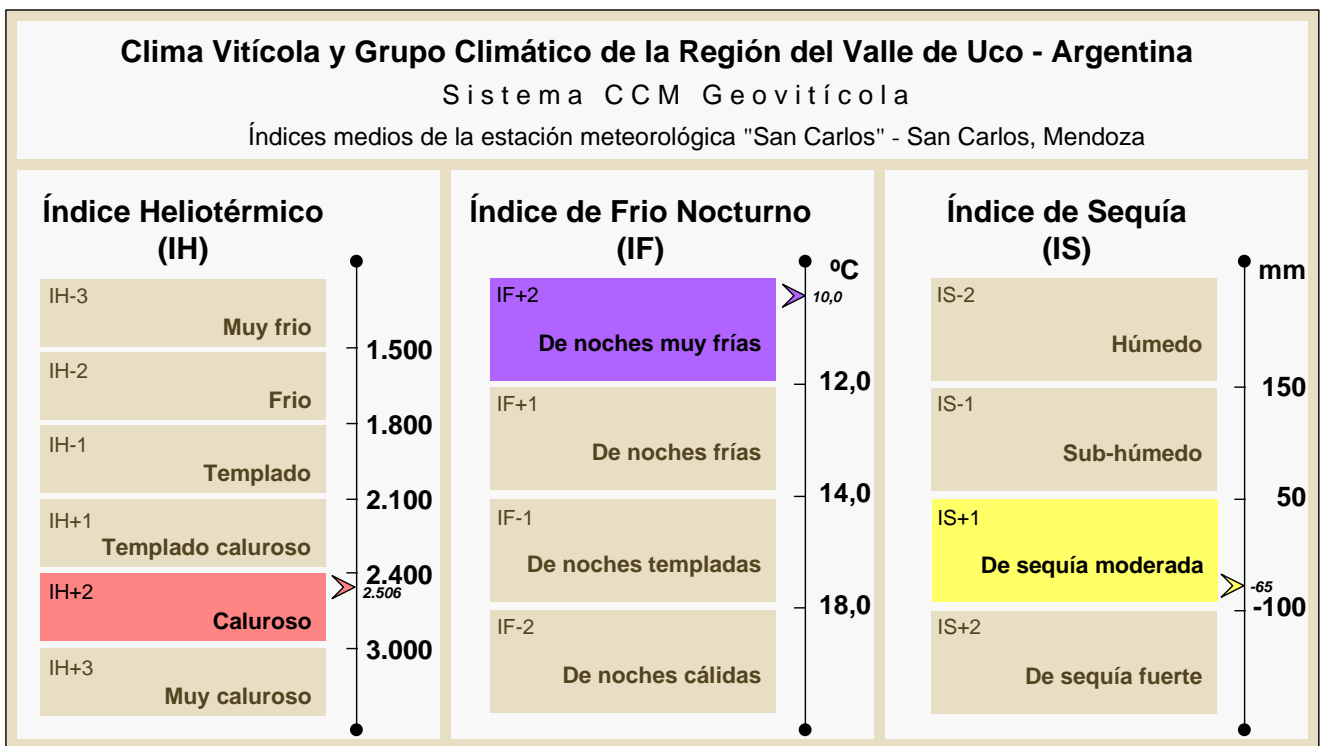 Clima Vitícola y Grupo Climático de la Región del Valle de Uco - Argentina
Sistema CCM Geovitícola
Índices medios de la estación meteorológica "San Carlos" - San Carlos, Mendoza
Índice Heliotérmico
(IH)
IH-3
Muy frio
1.500
IH-2
Frio
1.800
IH-1
Templado
2.100
IH+1
Templado caluroso
2.400
IH+2
2.506
Caluroso
3.000
IH+3
Muy caluroso
Índice de Frio Nocturno
(IF)
ºC
IF+2
10,0
De noches muy frías
12,0
IF+1
De noches frías
14,0
IF-1
De noches templadas
18,0
IF-2
De noches cálidas
Índice de Sequía
(IS)
mm
IS-2
Húmedo
150
IS-1
Sub-húmedo
50
IS+1
De sequía moderada
-65
-100
IS+2
De sequía fuerte